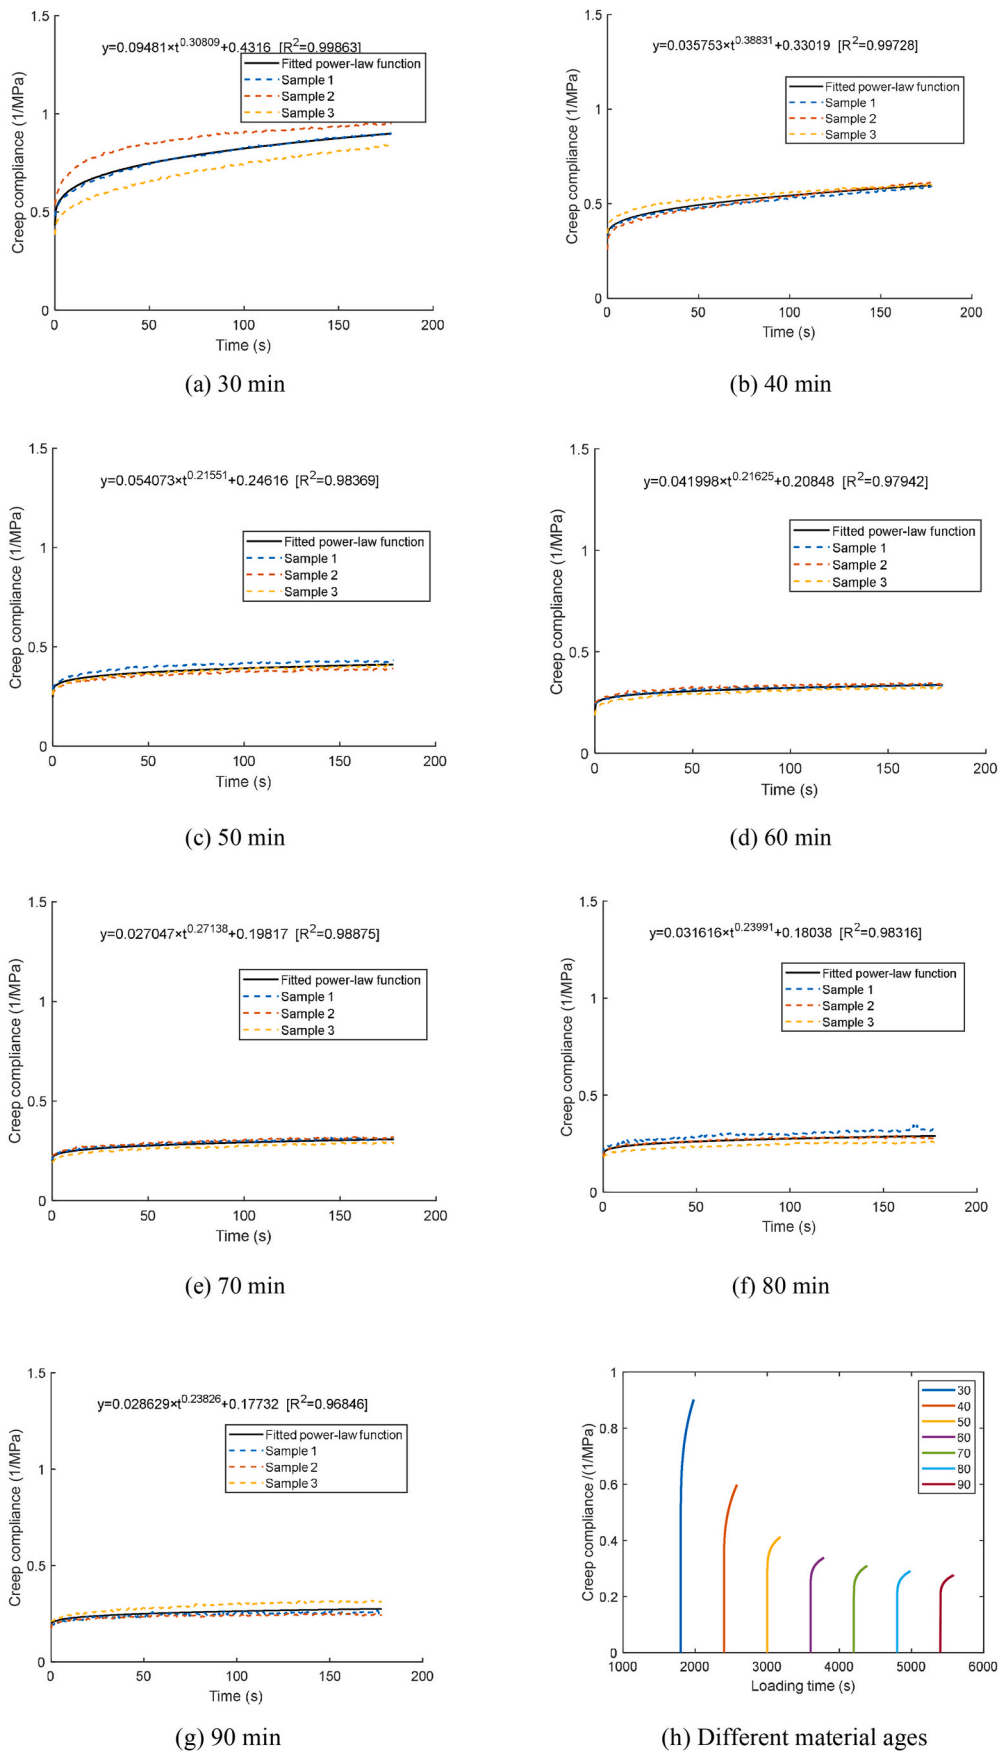 y=0.09481×t^0.30809+0.4316 [R^2=0.99863]
Fitted power-law function
Sample 1
Sample 2
Sample 3
1.5
1
0.5
0
Creep compliance (1/MPa)
0 50 100 150 200
Time (s)
(a) 30 min
y=0.035753×t^0.38831+0.33019 [R^2=0.99728]
Fitted power-law function
Sample 1
Sample 2
Sample 3
1.5
1
0.5
0
Creep compliance (1/MPa)
0 50 100 150 200
Time (s)
(b) 40 min
y=0.054073×t^0.21551+0.24616 [R^2=0.98369]
Fitted power-law function
Sample 1
Sample 2
Sample 3
1.5
1
0.5
0
Creep compliance (1/MPa)
0 50 100 150 200
Time (s)
(c) 50 min
y=0.041998×t^0.21625+0.20848 [R^2=0.97942]
Fitted power-law function
Sample 1
Sample 2
Sample 3
1.5
1
0.5
0
Creep compliance (1/MPa)
0 50 100 150 200
Time (s)
(d) 60 min
y=0.027047×t^0.27138+0.19817 [R^2=0.98875]
Fitted power-law function
Sample 1
Sample 2
Sample 3
1.5
1
0.5
0
Creep compliance (1/MPa)
0 50 100 150 200
Time (s)
(e) 70 min
y=0.031616×t^0.23991+0.18038 [R^2=0.98316]
Fitted power-law function
Sample 1
Sample 2
Sample 3
1.5
1
0.5
0
Creep compliance (1/MPa)
0 50 100 150 200
Time (s)
(f) 80 min
y=0.028629×t^0.23826+0.17732 [R^2=0.96846]
Fitted power-law function
Sample 1
Sample 2
Sample 3
1.5
1
0.5
0
Creep compliance (1/MPa)
0 50 100 150 200
Time (s)
(g) 90 min
30
40
50
60
70
80
90
1
0.8
0.6
0.4
0.2
0
Creep compliance /(1/MPa)
1000 2000 3000 4000 5000 6000
Loading time (s)
(h) Different material ages